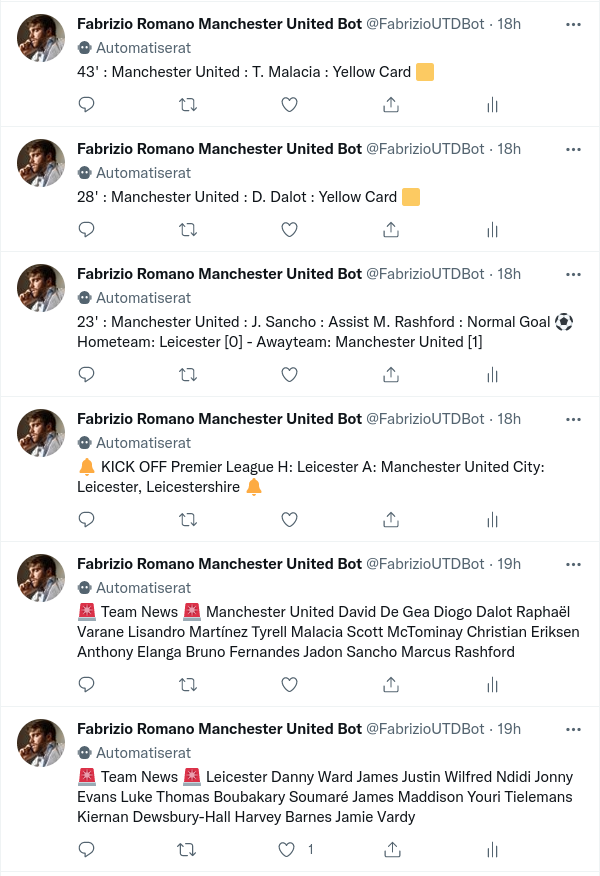 Fabrizio Romano Manchester United Bot @FabrizioUTDBot · 18h
Automatiserat
43' : Manchester United : T. Malacia : Yellow Card 🟨
Fabrizio Romano Manchester United Bot @FabrizioUTDBot · 18h
Automatiserat
28' : Manchester United : D. Dalot : Yellow Card 🟨
Fabrizio Romano Manchester United Bot @FabrizioUTDBot · 18h
Automatiserat
23' : Manchester United : J. Sancho : Assist M. Rashford : Normal Goal ⚽
Hometeam: Leicester [0] - Awayteam: Manchester United [1]
Fabrizio Romano Manchester United Bot @FabrizioUTDBot · 18h
Automatiserat
🔔 KICK OFF Premier League H: Leicester A: Manchester United City:
Leicester, Leicestershire 🔔
Fabrizio Romano Manchester United Bot @FabrizioUTDBot · 19h
Automatiserat
🚨 Team News 🚨 Manchester United David De Gea Diogo Dalot Raphaël
Varane Lisandro Martínez Tyrell Malacia Scott McTominay Christian Eriksen
Anthony Elanga Bruno Fernandes Jadon Sancho Marcus Rashford
Fabrizio Romano Manchester United Bot @FabrizioUTDBot · 19h
Automatiserat
🚨 Team News 🚨 Leicester Danny Ward James Justin Wilfred Ndidi Jonny
Evans Luke Thomas Boubakary Soumaré James Maddison Youri Tielemans
Kiernan Dewsbury-Hall Harvey Barnes Jamie Vardy
1